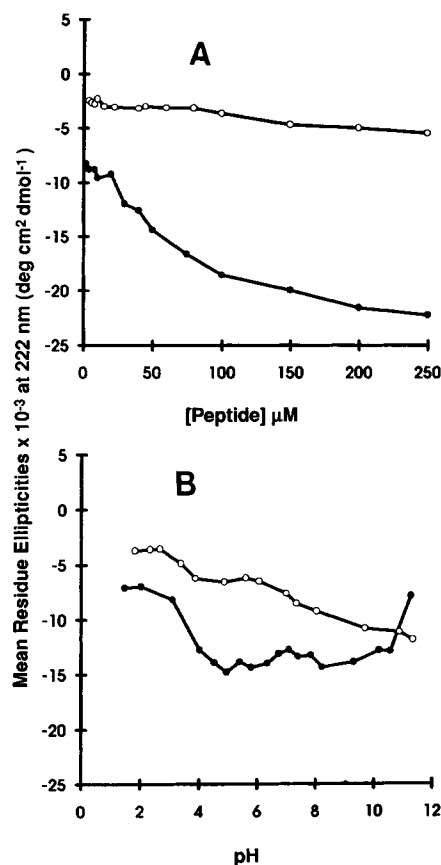 Mean Residue Ellipticities x 10⁻³ at 222 nm (deg cm² dmol⁻¹)
A
5
0
-5
-10
-15
-20
-25
0 50 100 150 200 250
[Peptide] µM
B
5
0
-5
-10
-15
-20
-25
0 2 4 6 8 10 12
pH